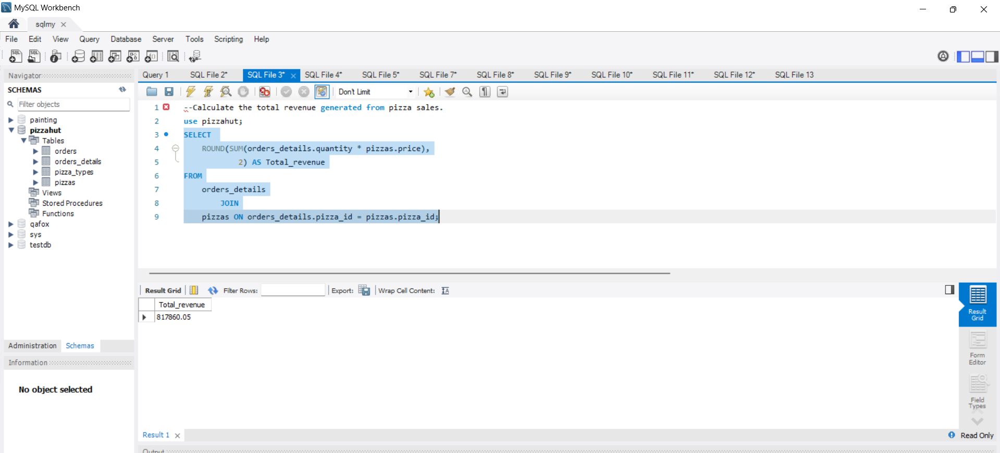 MySQL Workbench
sqlmy
File Edit View Query Database Server Tools Scripting Help
Navigator
SCHEMAS
Filter objects
painting
pizzahut
Tables
orders
orders_details
pizza_types
pizzas
Views
Stored Procedures
Functions
qafox
sys
testdb
Administration Schemas
Information
No object selected
Query 1 SQL File 2* SQL File 3* SQL File 4* SQL File 5* SQL File 7* SQL File 8* SQL File 9* SQL File 10* SQL File 11* SQL File 12* SQL File 13
Don't Limit
1 --Calculate the total revenue generated from pizza sales.
2 use pizzahut;
3 SELECT
4 ROUND(SUM(orders_details.quantity * pizzas.price),
5 2) AS Total_revenue
6 FROM
7 orders_details
8 JOIN
9 pizzas ON orders_details.pizza_id = pizzas.pizza_id;
Result Grid Filter Rows: Export: Wrap Cell Content:
Total_revenue
817860.05
Result
Grid
Form
Editor
Field
Types
Result 1
Read Only
Output